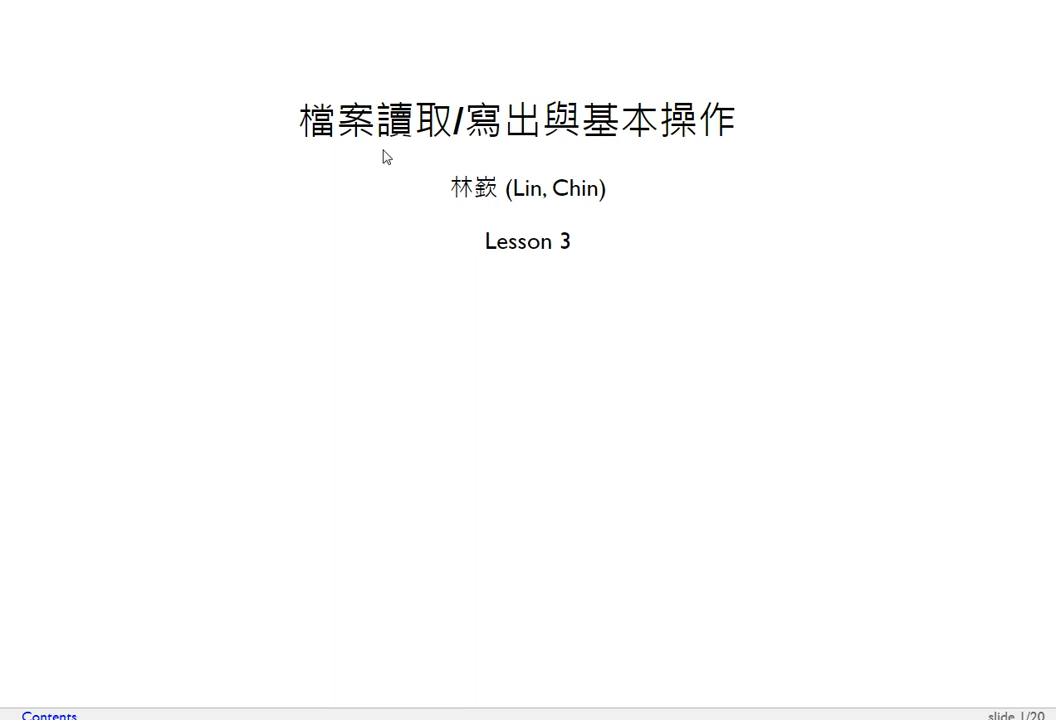 檔案讀取/寫出與基本操作
林嶔 (Lin, Chin)
Lesson 3
Contents
slide 1/20